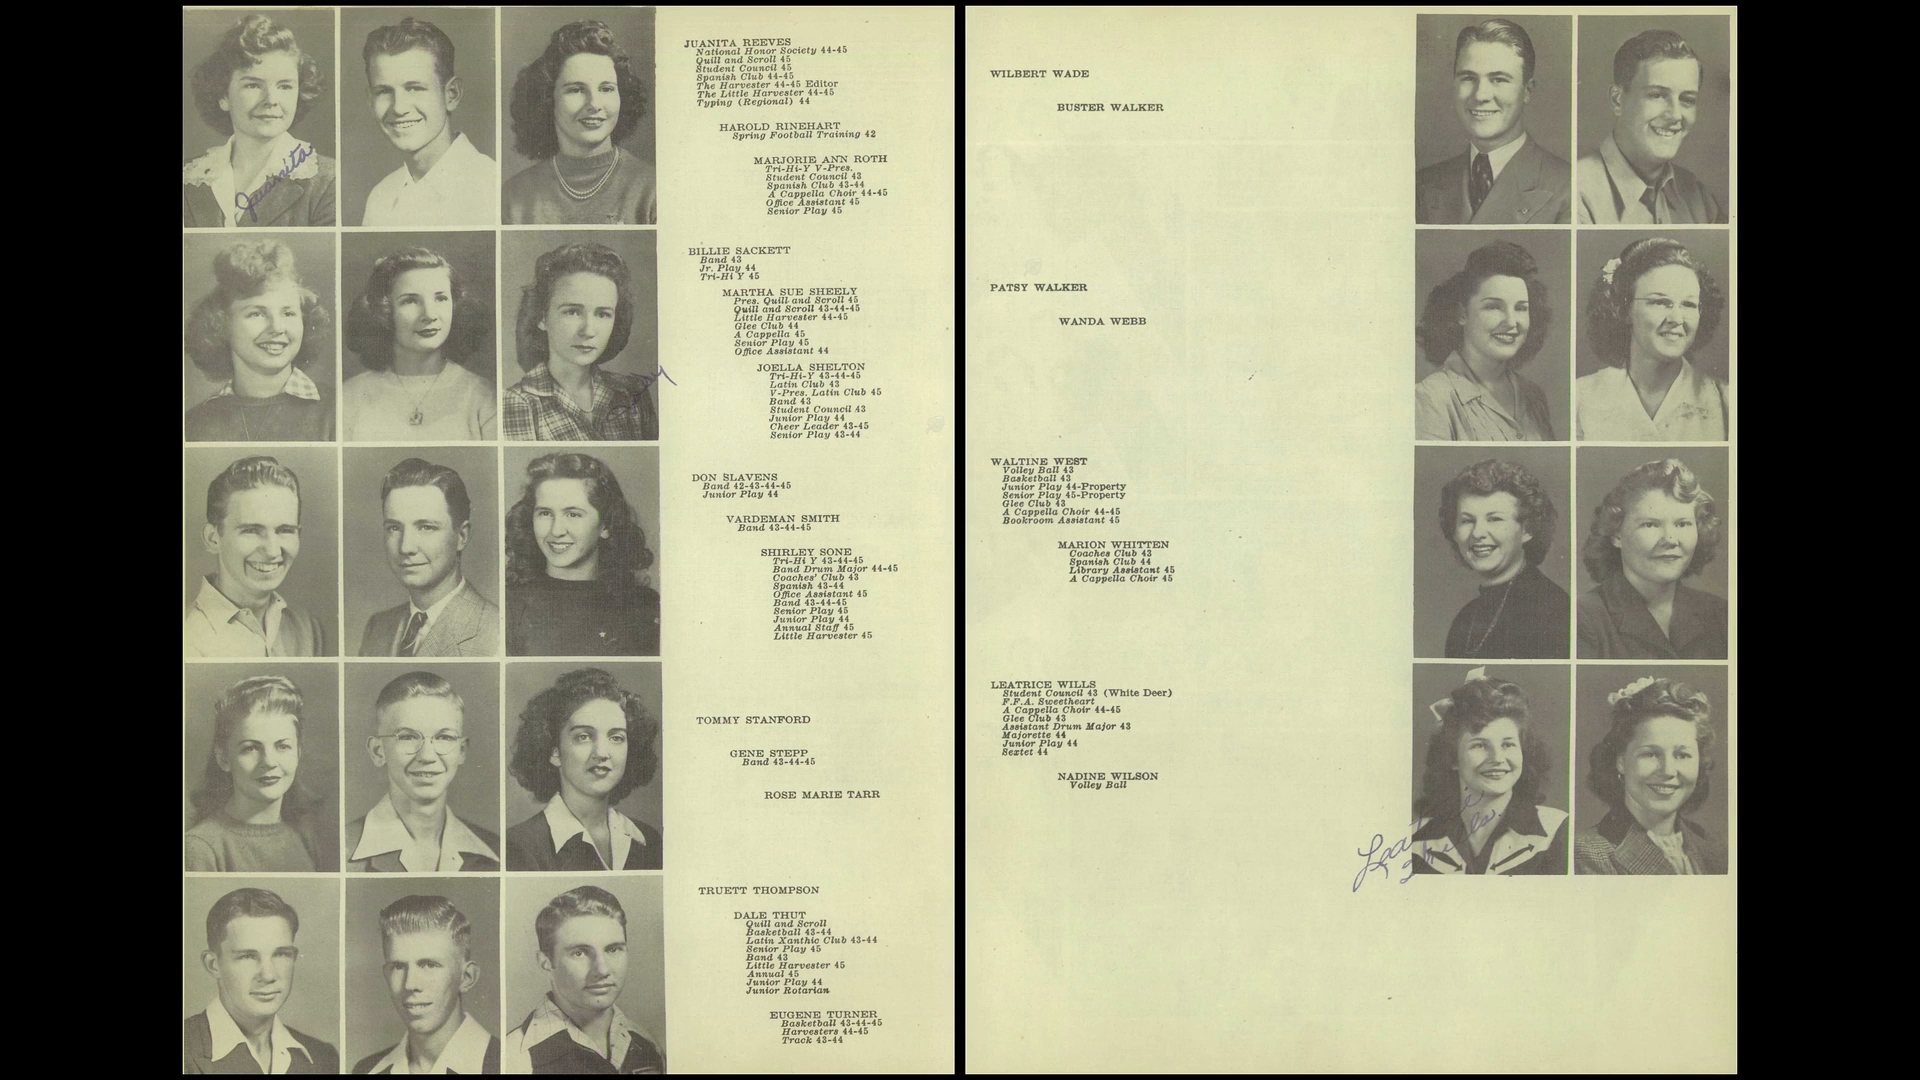 JUANITA REEVES
National Honor Society 44-45
Quill and Scroll 45
Student Council 45
Spanish Club 44-45
The Harvester 44-45 Editor
The Little Harvester 44-45
Typing (Regional) 44
HAROLD RINEHART
Spring Football Training 42
MARJORIE ANN ROTH
Tri-Hi-Y V-Pres.
Student Council 43
Spanish Club 43-44
A Cappella Choir 44-45
Office Assistant 45
Senior Play 45
Juanita
BILLIE SACKETT
Band 43
Jr. Play 44
Tri-Hi Y 45
MARTHA SUE SHEELY
Pres. Quill and Scroll 45
Quill and Scroll 43-44-45
Little Harvester 44-45
Glee Club 44
A Cappella 45
Senior Play 45
Office Assistant 44
JOELLA SHELTON
Tri-Hi-Y 43-44-45
Latin Club 43
V-Pres. Latin Club 45
Band 43
Student Council 43
Junior Play 44
Cheer Leader 43-45
Senior Play 43-44
DON SLAVENS
Band 42-43-44-45
Junior Play 44
VARDEMAN SMITH
Band 43-44-45
SHIRLEY SONE
Tri-Hi Y 43-44-45
Band Drum Major 44-45
Coaches' Club 43
Spanish 43-44
Office Assistant 45
Band 43-44-45
Senior Play 45
Junior Play 44
Annual Staff 45
Little Harvester 45
TOMMY STANFORD
GENE STEPP
Band 43-44-45
ROSE MARIE TARR
TRUETT THOMPSON
DALE THUT
Quill and Scroll
Basketball 43-44
Latin Xanthic Club 43-44
Senior Play 45
Band 43
Little Harvester 45
Annual 45
Junior Play 44
Junior Rotarian
EUGENE TURNER
Basketball 43-44-45
Harvesters 44-45
Track 43-44
WILBERT WADE
BUSTER WALKER
PATSY WALKER
WANDA WEBB
WALTINE WEST
Volley Ball 43
Basketball 43
Junior Play 44-Property
Senior Play 45-Property
Glee Club 43
A Cappella Choir 44-45
Bookroom Assistant 45
MARION WHITTEN
Coaches Club 43
Spanish Club 44
Library Assistant 45
A Cappella Choir 45
LEATRICE WILLS
Student Council 43 (White Deer)
F.F.A. Sweetheart
A Cappella Choir 44-45
Glee Club 43
Assistant Drum Major 43
Majorette 44
Junior Play 44
Sextet 44
NADINE WILSON
Volley Ball